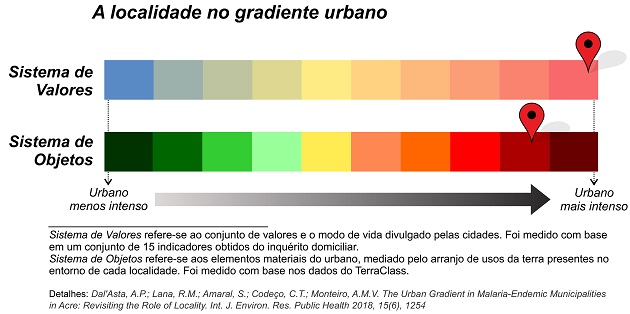 A localidade no gradiente urbano
Sistema de
Valores
Sistema de
Objetos
Urbano
menos intenso
Urbano
mais intenso
Sistema de Valores refere-se ao conjunto de valores e o modo de vida divulgado pelas cidades. Foi medido com base
em um conjunto de 15 indicadores obtidos do inquérito domiciliar.
Sistema de Objetos refere-se aos elementos materiais do urbano, mediado pelo arranjo de usos da terra presentes no
entorno de cada localidade. Foi medido com base nos dados do TerraClass.
Detalhes: Dal'Asta, A.P.; Lana, R.M.; Amaral, S.; Codeço, C.T.; Monteiro, A.M.V. The Urban Gradient in Malaria-Endemic Municipalities
in Acre: Revisiting the Role of Locality. Int. J. Environ. Res. Public Health 2018, 15(6), 1254